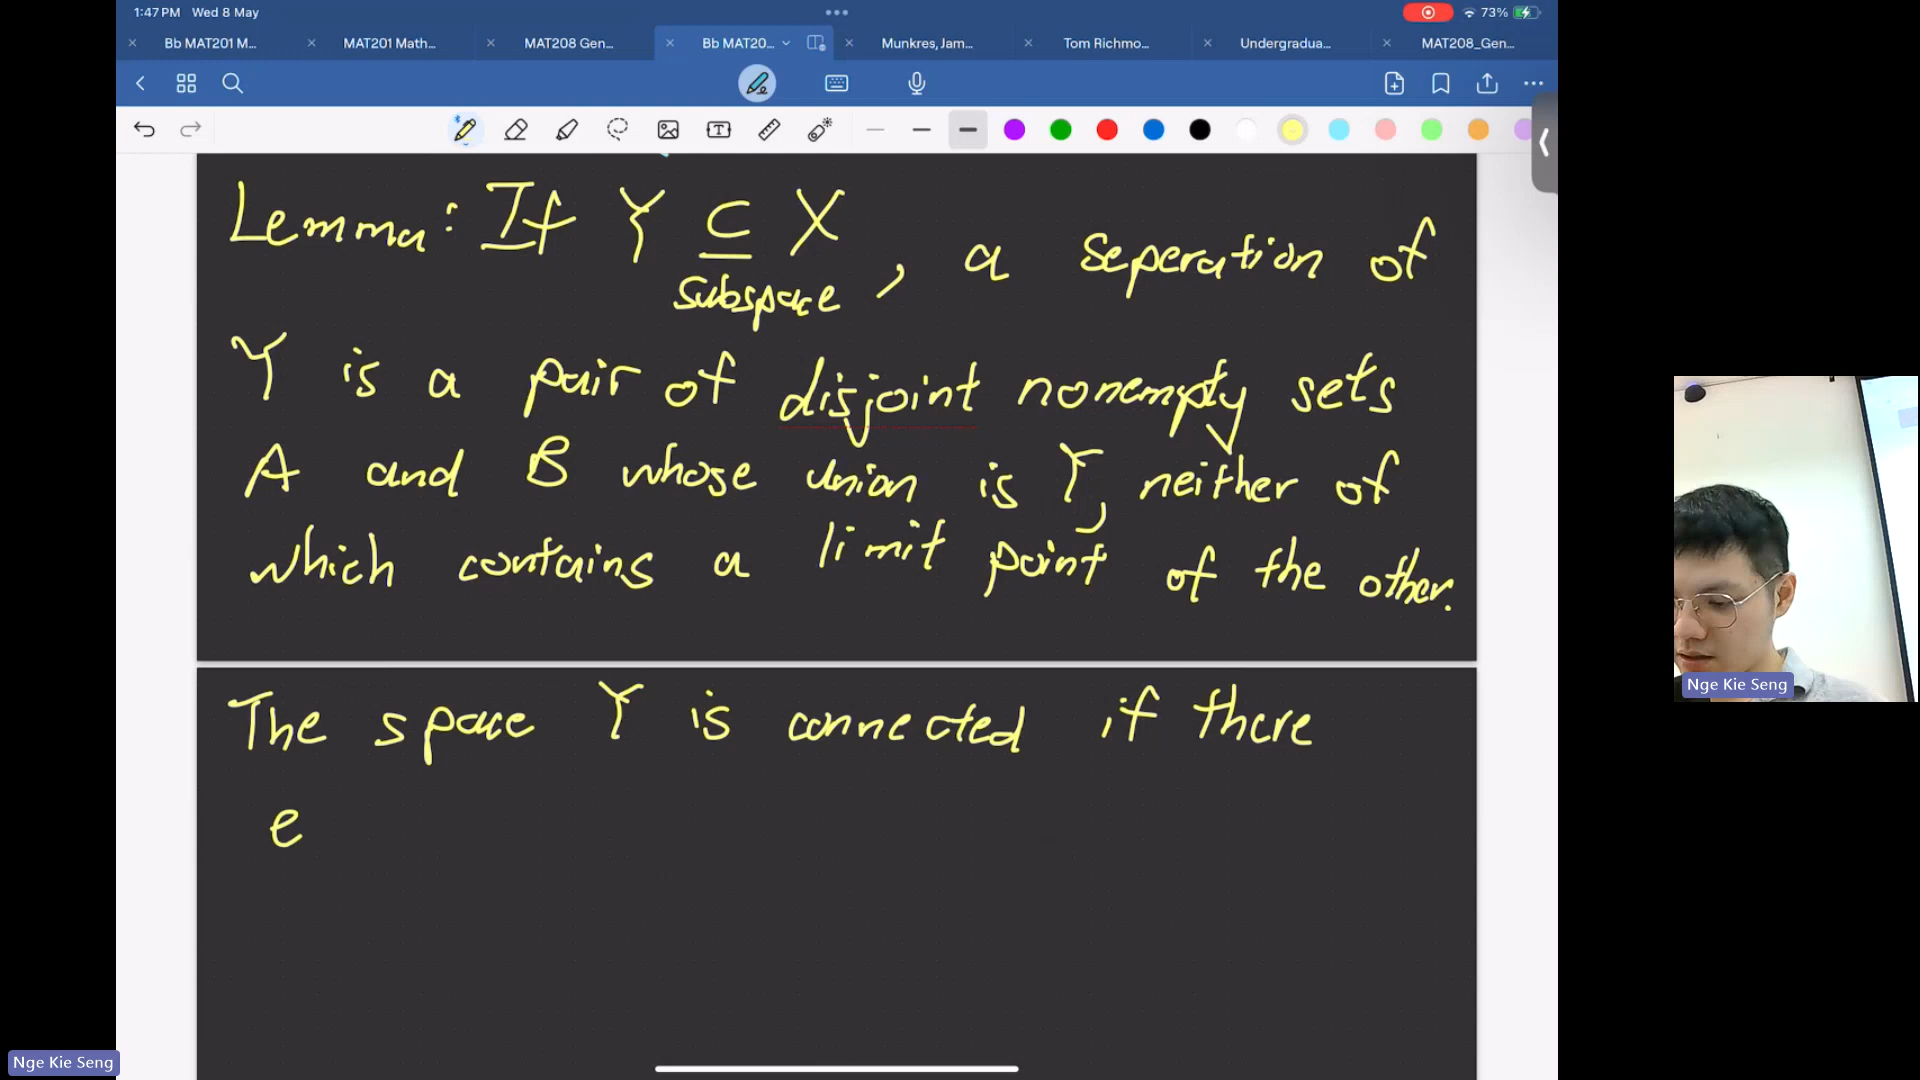 1:47 PM Wed 8 May
73%
Bb MAT201 M...
MAT201 Math...
MAT208 Gen...
Bb MAT20...
Munkres, Jam...
Tom Richmo...
Undergradua...
MAT208_Gen...
Lemma: If Y ⊆ X , a seperation of
subspace
Y is a pair of disjoint nonempty sets
A and B whose union is Y, neither of
which contains a limit point of the other.
The space Y is connected if there
e
Nge Kie Seng
Nge Kie Seng